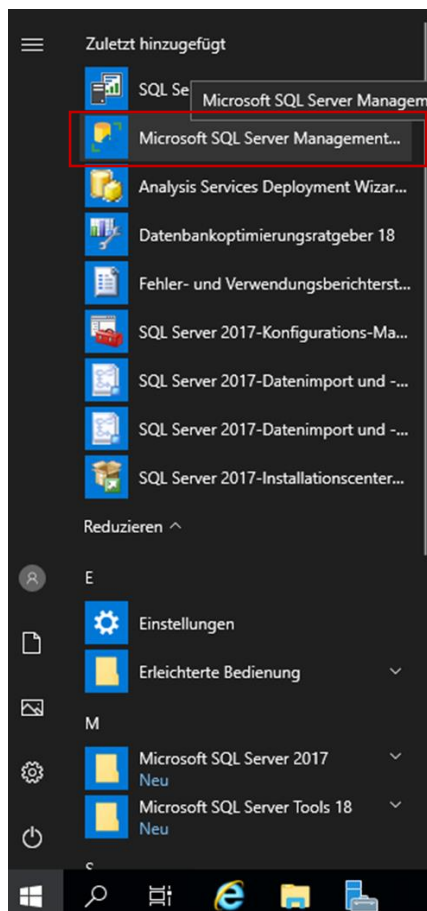 Zuletzt hinzugefügt
SQL Se
Microsoft SQL Server Managem
Microsoft SQL Server Management...
Analysis Services Deployment Wizar...
Datenbankoptimierungsratgeber 18
Fehler- und Verwendungsberichterst...
SQL Server 2017-Konfigurations-Ma...
SQL Server 2017-Datenimport und -...
SQL Server 2017-Datenimport und -...
SQL Server 2017-Installationscenter...
Reduzieren
E
Einstellungen
Erleichterte Bedienung
M
Microsoft SQL Server 2017
Neu
Microsoft SQL Server Tools 18
Neu